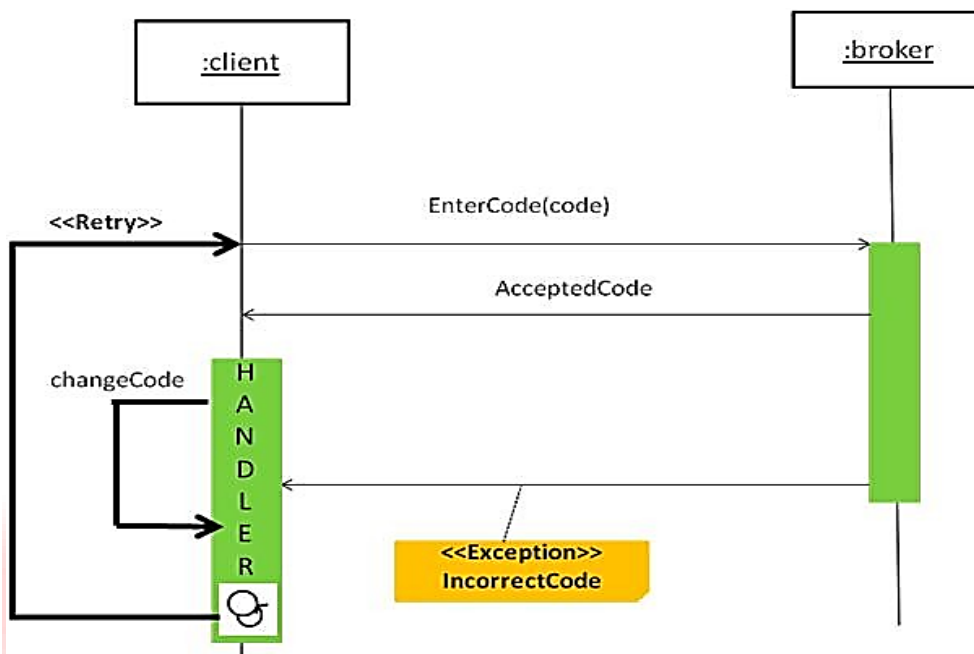 :client
:broker
<<Retry>>
EnterCode(code)
AcceptedCode
changeCode
H
A
N
D
L
E
R
<<Exception>>
IncorrectCode